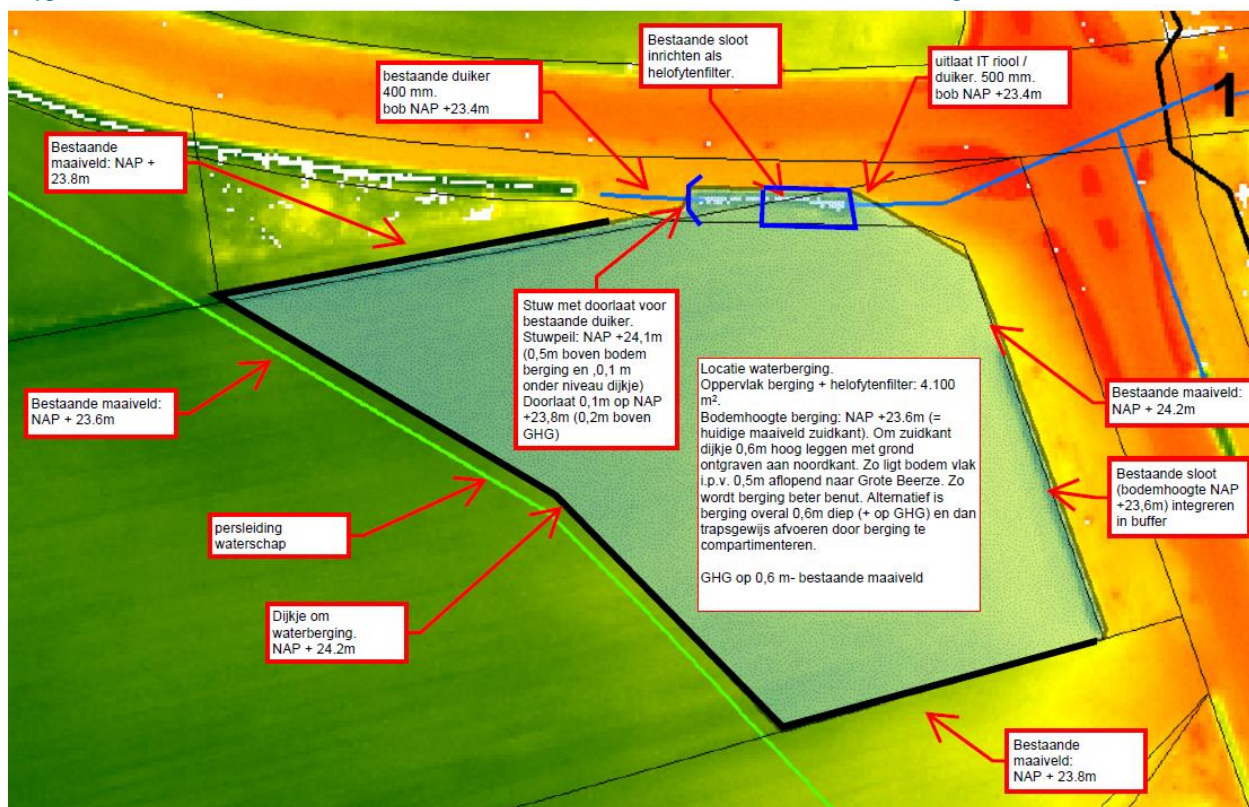 Bestaande sloot
inrichten als
helofytenfilter.
uitlaat IT riool /
duiker. 500 mm.
bob NAP +23.4m
bestaande duiker
400 mm.
bob NAP +23.4m
1
Bestaande
maaiveld: NAP +
23.8m
Stuw met doorlaat voor
bestaande duiker.
Stuwpeil: NAP +24,1m
(0,5m boven bodem
berging en ,0,1 m
onder niveau dijkje)
Doorlaat 0,1m op NAP
+23,8m (0,2m boven
GHG)
Locatie waterberging.
Oppervlak berging + helofytenfilter: 4.100
m².
Bodemhoogte berging: NAP +23.6m (=
huidige maaiveld zuidkant). Om zuidkant
dijkje 0,6m hoog leggen met grond
ontgraven aan noordkant. Zo ligt bodem vlak
i.p.v. 0,5m aflopend naar Grote Beerze. Zo
wordt berging beter benut. Alternatief is
berging overal 0,6m diep (+ op GHG) en dan
trapsgewijs afvoeren door berging te
compartimenteren.
GHG op 0,6 m- bestaande maaiveld
Bestaande maaiveld:
NAP + 24.2m
Bestaande maaiveld:
NAP + 23.6m
Bestaande sloot
(bodemhoogte NAP
+23,6m) integreren
in buffer
persleiding
waterschap
Dijkje om
waterberging.
NAP + 24.2m
Bestaande
maaiveld:
NAP + 23.8m